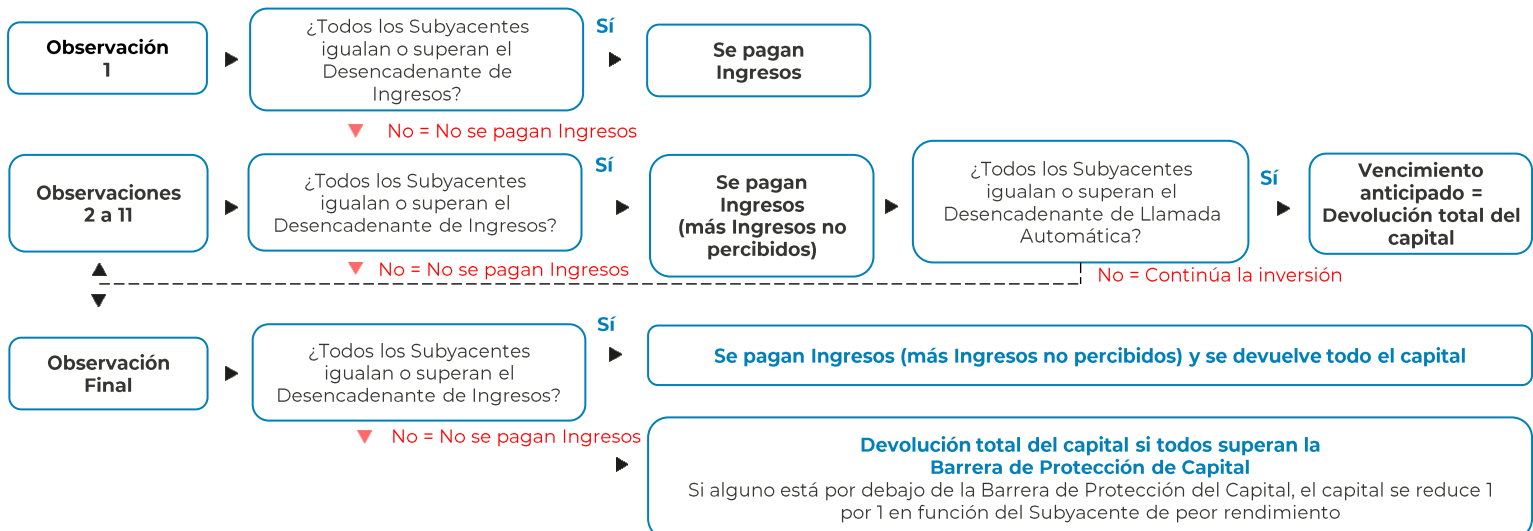 Observación
1
¿Todos los Subyacentes
igualan o superan el
Desencadenante de
Ingresos?
Sí
Se pagan
Ingresos
No = No se pagan Ingresos
Observaciones
2 a 11
¿Todos los Subyacentes
igualan o superan el
Desencadenante de Ingresos?
Sí
Se pagan
Ingresos
(más Ingresos no
percibidos)
¿Todos los Subyacentes
igualan o superan el
Desencadenante de Llamada
Automática?
Sí
Vencimiento
anticipado =
Devolución total del
capital
No = No se pagan Ingresos
No = Continúa la inversión
Observación
Final
¿Todos los Subyacentes
igualan o superan el
Desencadenante de Ingresos?
Sí
Se pagan Ingresos (más Ingresos no percibidos) y se devuelve todo el capital
No = No se pagan Ingresos
Devolución total del capital si todos superan la
Barrera de Protección de Capital
Si alguno está por debajo de la Barrera de Protección del Capital, el capital se reduce 1
por 1 en función del Subyacente de peor rendimiento